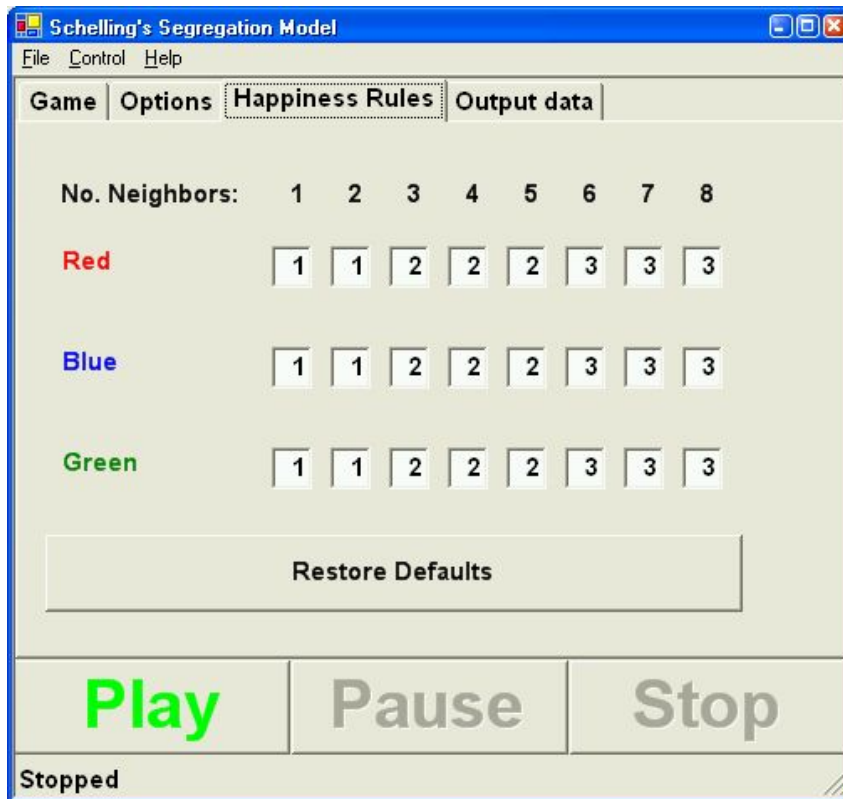 Schelling's Segregation Model
File Control Help
Game Options Happiness Rules Output data
No. Neighbors: 1 2 3 4 5 6 7 8
Red 1 1 2 2 2 3 3 3
Blue 1 1 2 2 2 3 3 3
Green 1 1 2 2 2 3 3 3
Restore Defaults
Play Pause Stop
Stopped